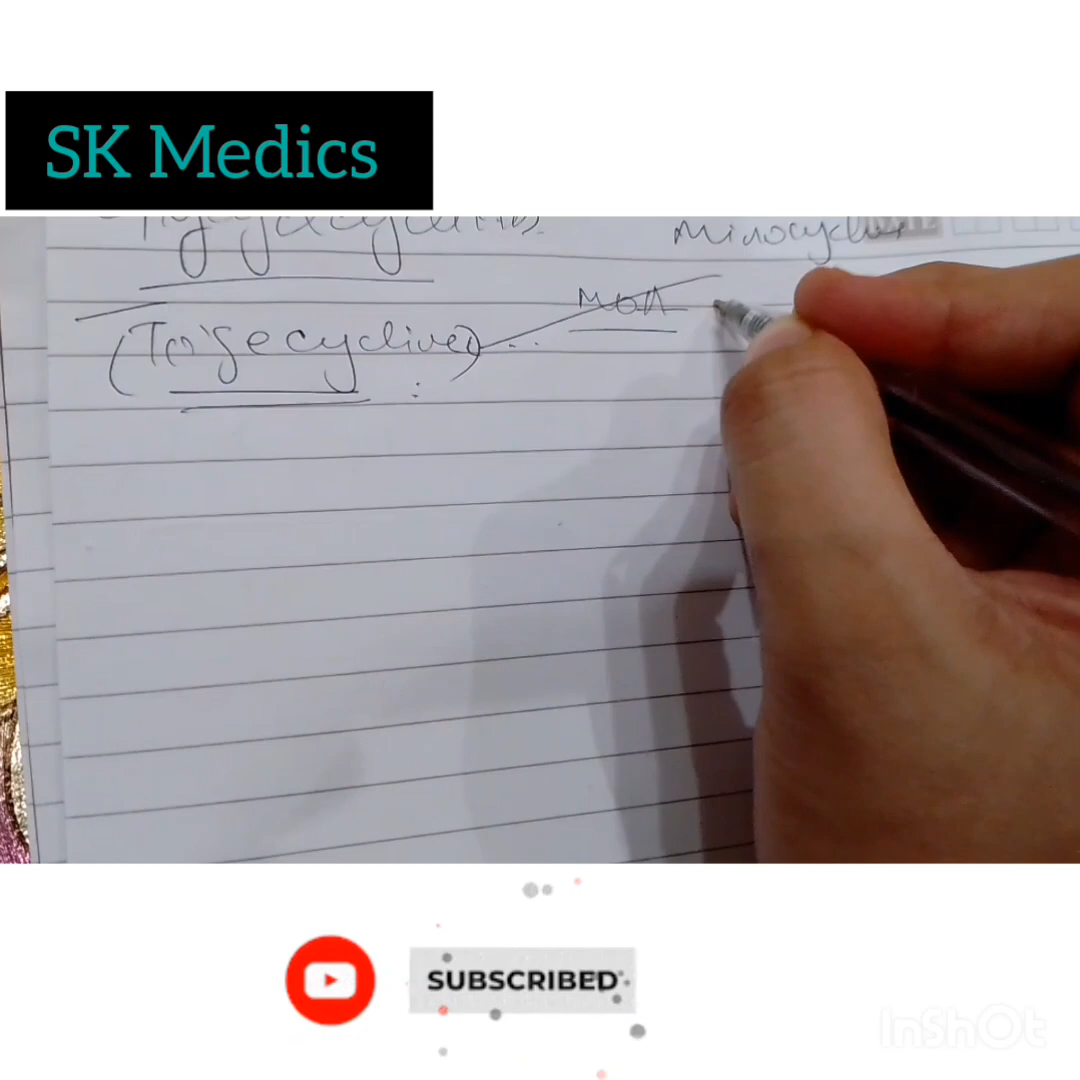 SK Medics
Minocycline
MOA
(Tigecycline)
SUBSCRIBED
InShOt